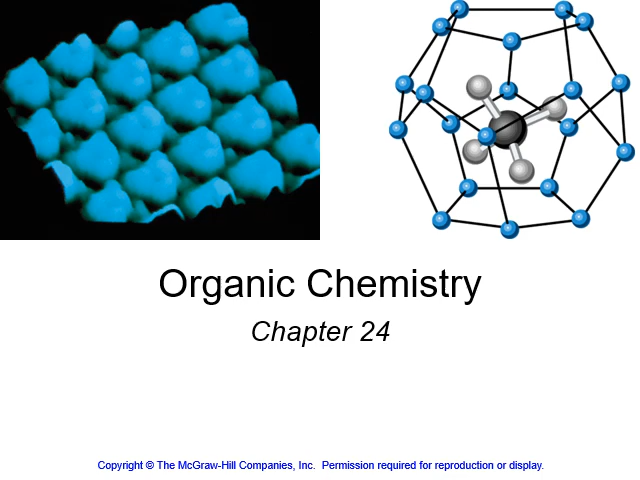 Organic Chemistry
Chapter 24
Copyright © The McGraw-Hill Companies, Inc.  Permission required for reproduction or display.